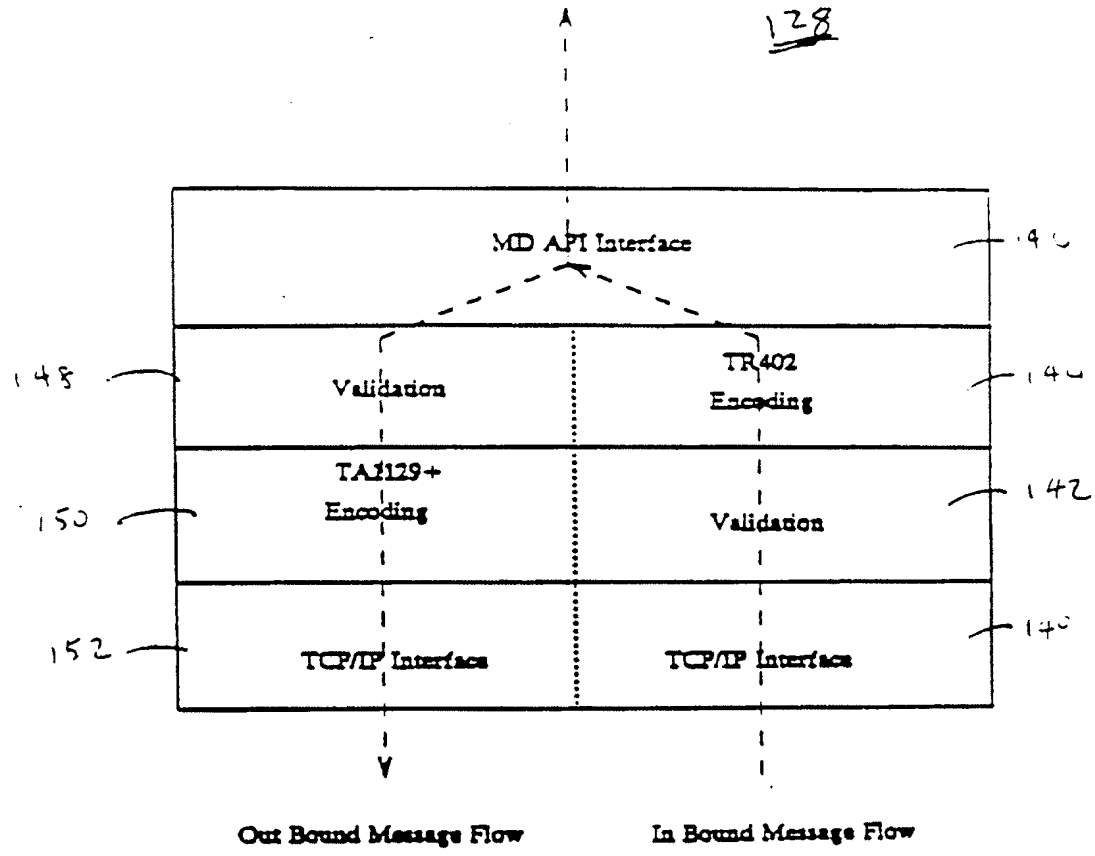 128
MD API Interface
148
Validation
TR402
Encoding
TA1129+
Encoding
150
Validation
142
152
TCP/IP Interface
TCP/IP Interface
Out Bound Message Flow
In Bound Message Flow